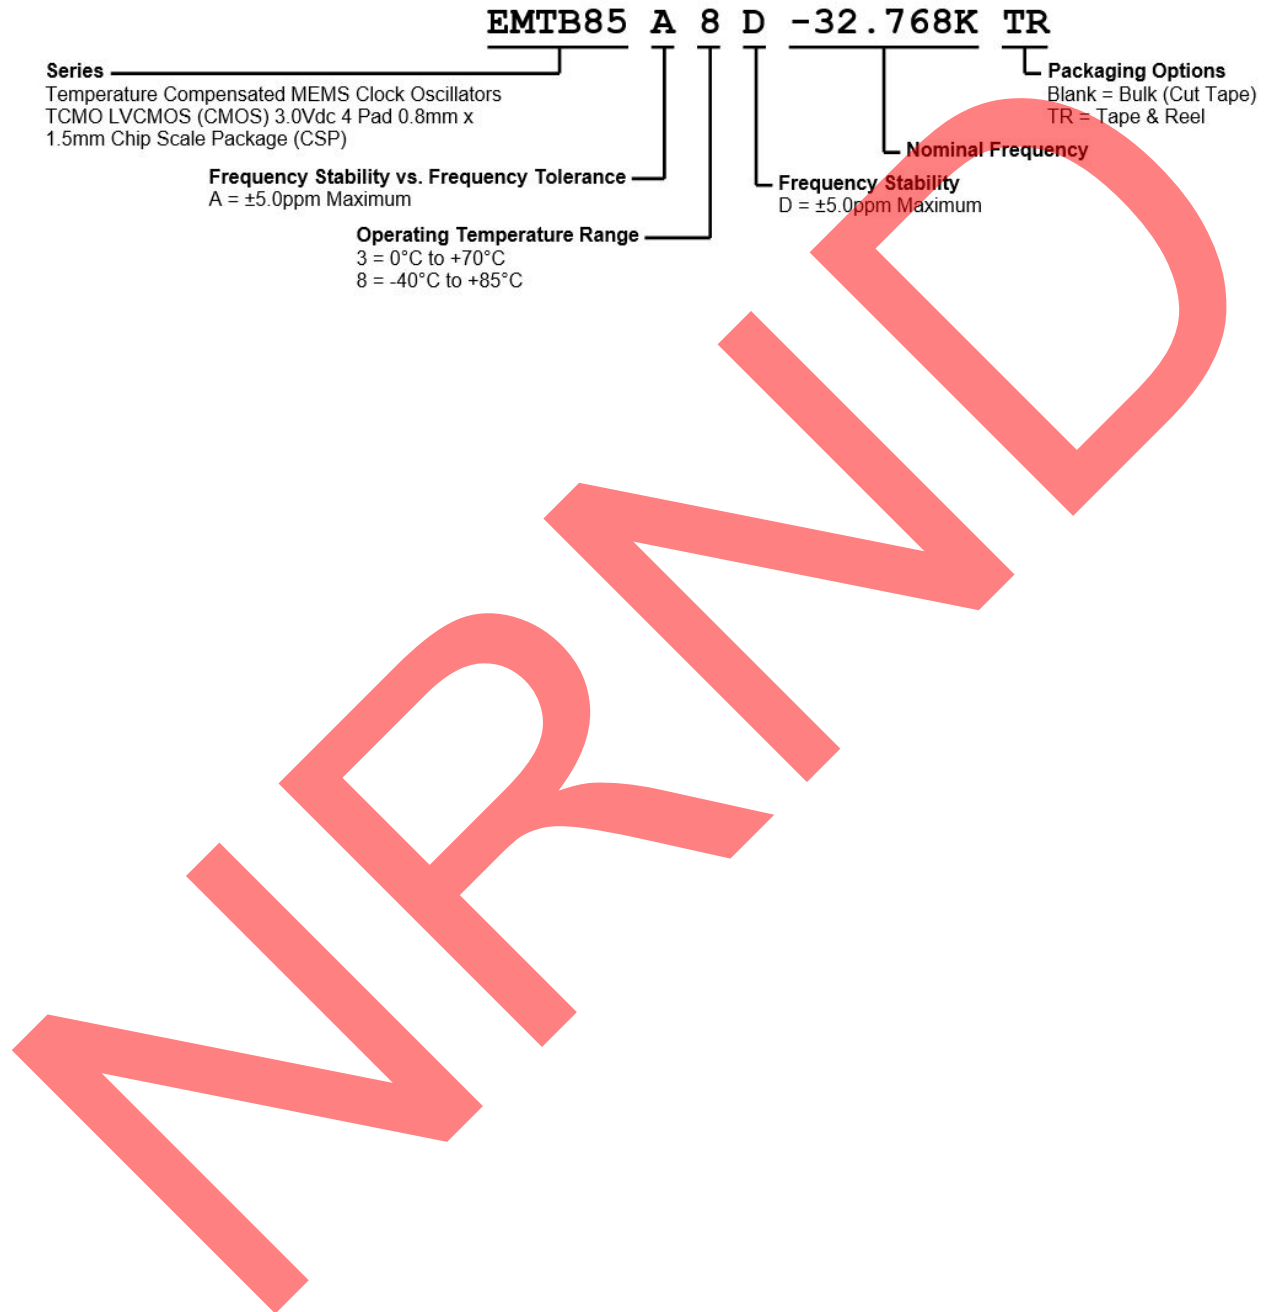 EMTB85 A 8 D -32.768K TR
Series
Temperature Compensated MEMS Clock Oscillators
TCMO LVCMOS (CMOS) 3.0Vdc 4 Pad 0.8mm x
1.5mm Chip Scale Package (CSP)
Frequency Stability vs. Frequency Tolerance
A = ±5.0ppm Maximum
Operating Temperature Range
3 = 0°C to +70°C
8 = -40°C to +85°C
Frequency Stability
D = ±5.0ppm Maximum
Nominal Frequency
Packaging Options
Blank = Bulk (Cut Tape)
TR = Tape & Reel
NRND